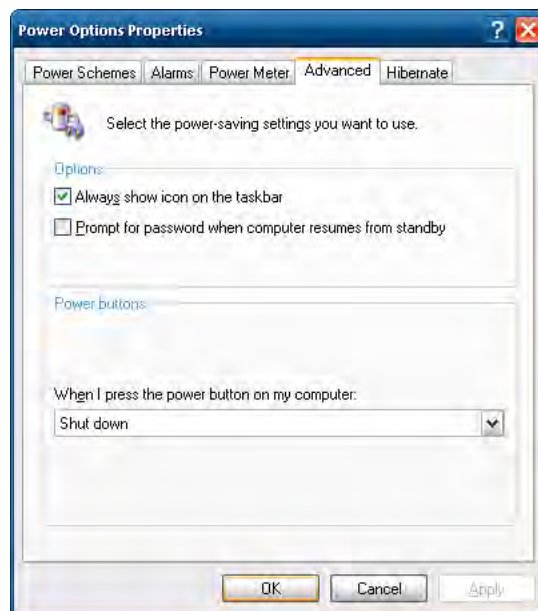 Power Options Properties
Power Schemes Alarms Power Meter Advanced Hibernate
Select the power-saving settings you want to use.
Options
Always show icon on the taskbar
Prompt for password when computer resumes from standby
Power buttons
When I press the power button on my computer:
Shut down
OK Cancel Apply